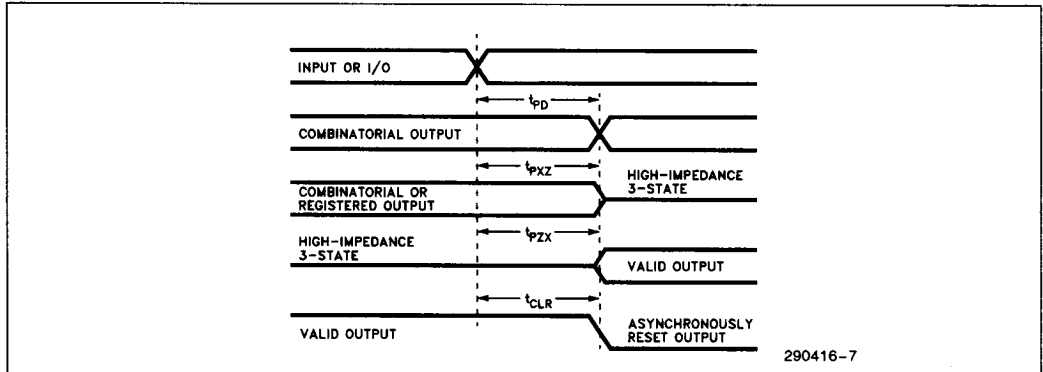 INPUT OR I/O
tPD
COMBINATORIAL OUTPUT
tPXZ
HIGH-IMPEDANCE
3-STATE
COMBINATORIAL OR
REGISTERED OUTPUT
tPZX
HIGH-IMPEDANCE
3-STATE
VALID OUTPUT
tCLR
VALID OUTPUT
ASYNCHRONOUSLY
RESET OUTPUT
290416-7